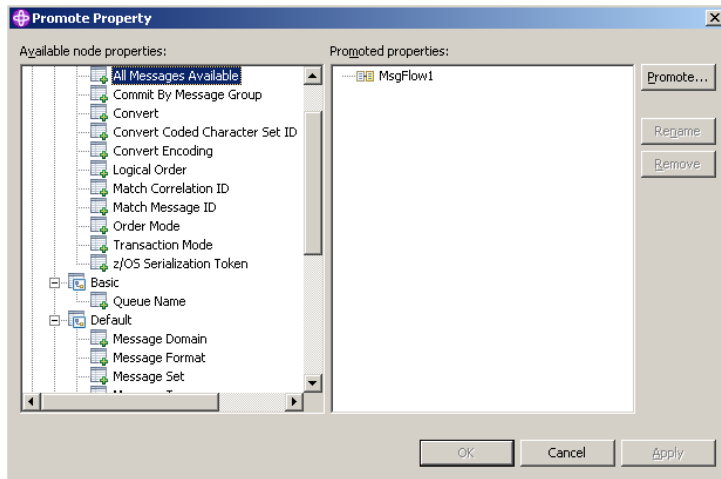 Promote Property
Available node properties:
Promoted properties:
All Messages Available
Commit By Message Group
Convert
Convert Coded Character Set ID
Convert Encoding
Logical Order
Match Correlation ID
Match Message ID
Order Mode
Transaction Mode
z/OS Serialization Token
Basic
Queue Name
Default
Message Domain
Message Format
Message Set
MsgFlow1
Promote...
Rename
Remove
OK
Cancel
Apply